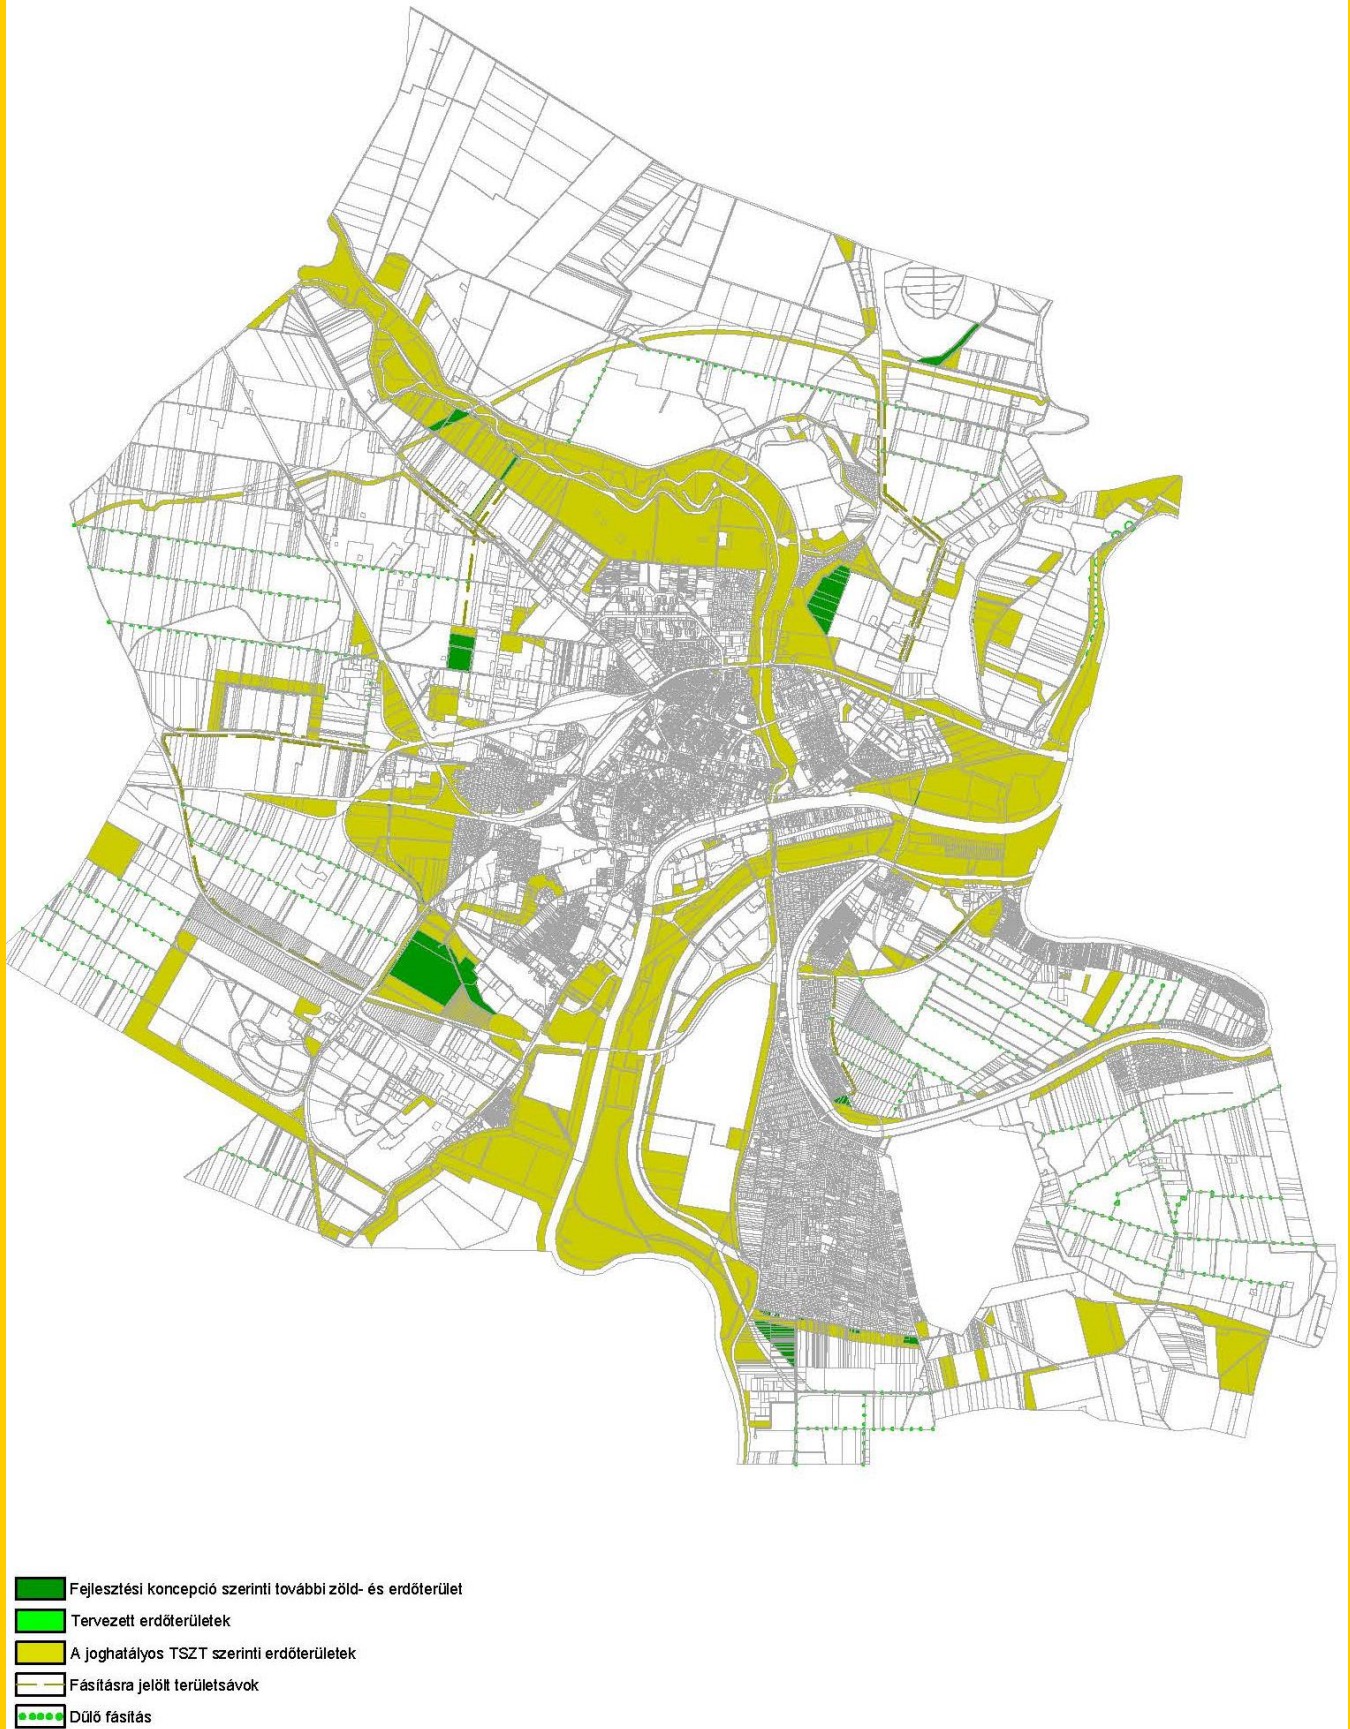 Fejlesztési koncepció szerinti további zöld- és erdőterület
Tervezett erdőterületek
A joghatályos TSZT szerinti erdőterületek
Fásításra jelölt területsávok
Dűlő fásítás